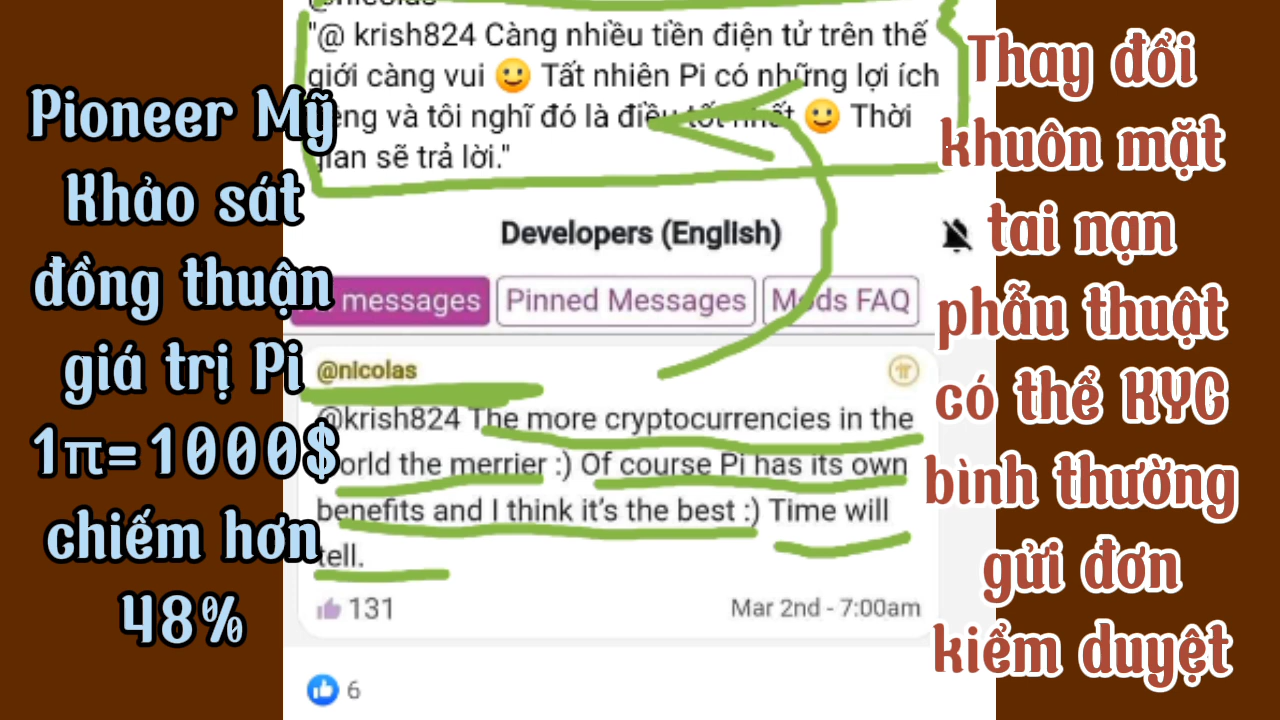 Pioneer Mỹ
Khảo sát
đồng thuận
giá trị Pi
1π=1000$
chiếm hơn
48%
@nicolas
"@ krish824 Càng nhiều tiền điện tử trên thế
giới càng vui 🙂 Tất nhiên Pi có những lợi ích
và tôi nghĩ đó là điều tốt nhất 🙂 Thời
gian sẽ trả lời."
Developers (English)
messages
Pinned Messages
Mods FAQ
@nicolas
@krish824 The more cryptocurrencies in the
world the merrier :) Of course Pi has its own
benefits and I think it's the best :) Time will
tell.
131
Mar 2nd - 7:00am
6
Thay đổi
khuôn mặt
tai nạn
phẫu thuật
có thể KYC
bình thường
gửi đơn
kiểm duyệt